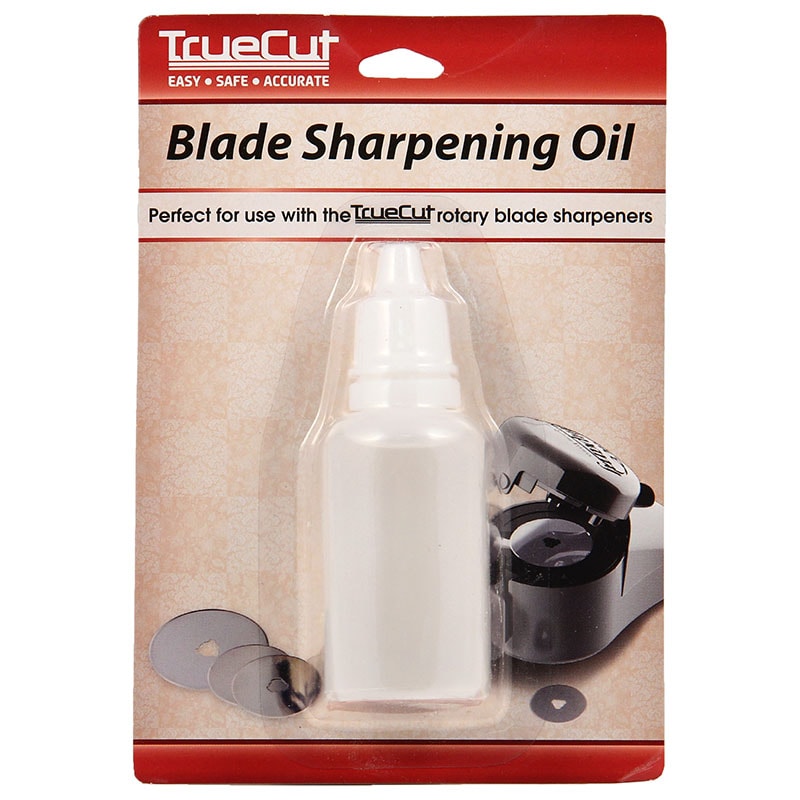 TrueCut
EASY • SAFE • ACCURATE
Blade Sharpening Oil
Perfect for use with the TrueCut rotary blade sharpeners